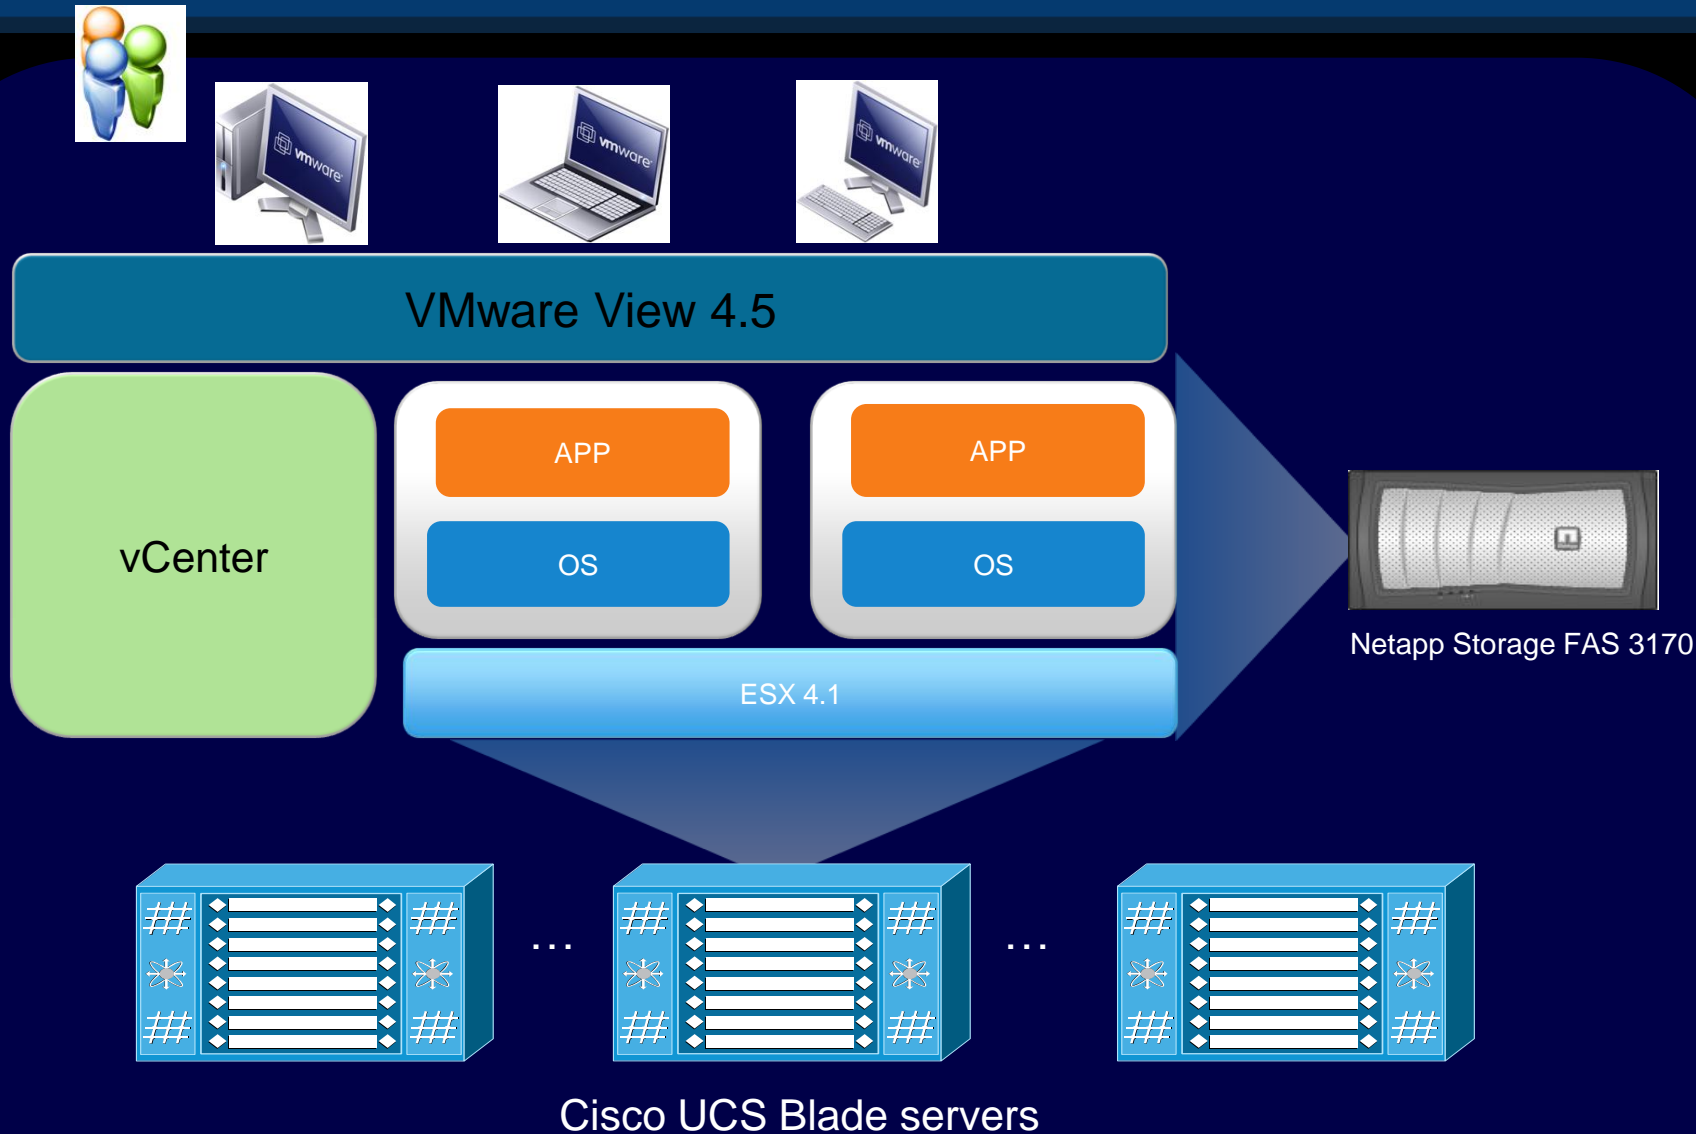 vmware
vmware
vmware
VMware View 4.5
APP
APP
vCenter
OS
OS
Netapp Storage FAS 3170
ESX 4.1
...
...
Cisco UCS Blade servers